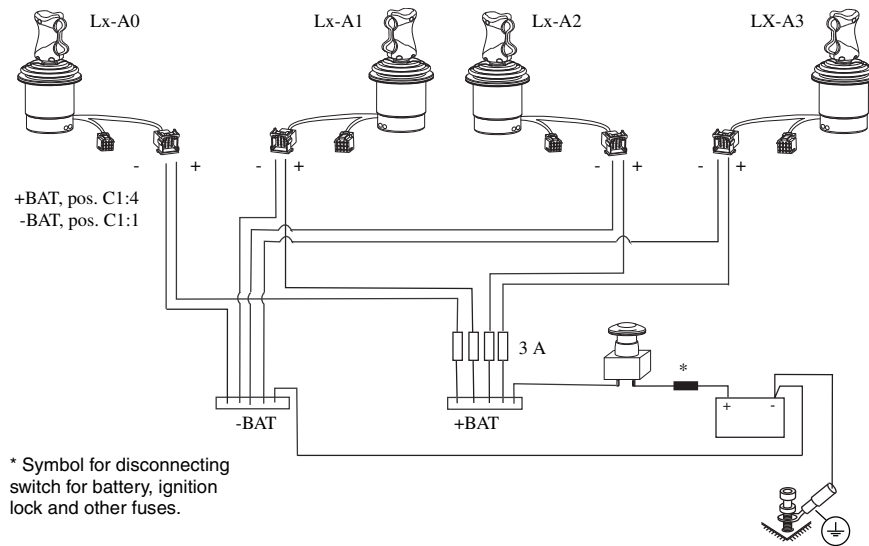 Lx-A0
Lx-A1
Lx-A2
LX-A3
- +
- +
- +
- +
+BAT, pos. C1:4
-BAT, pos. C1:1
3 A
*
+ -
-BAT
+BAT
* Symbol for disconnecting
switch for battery, ignition
lock and other fuses.